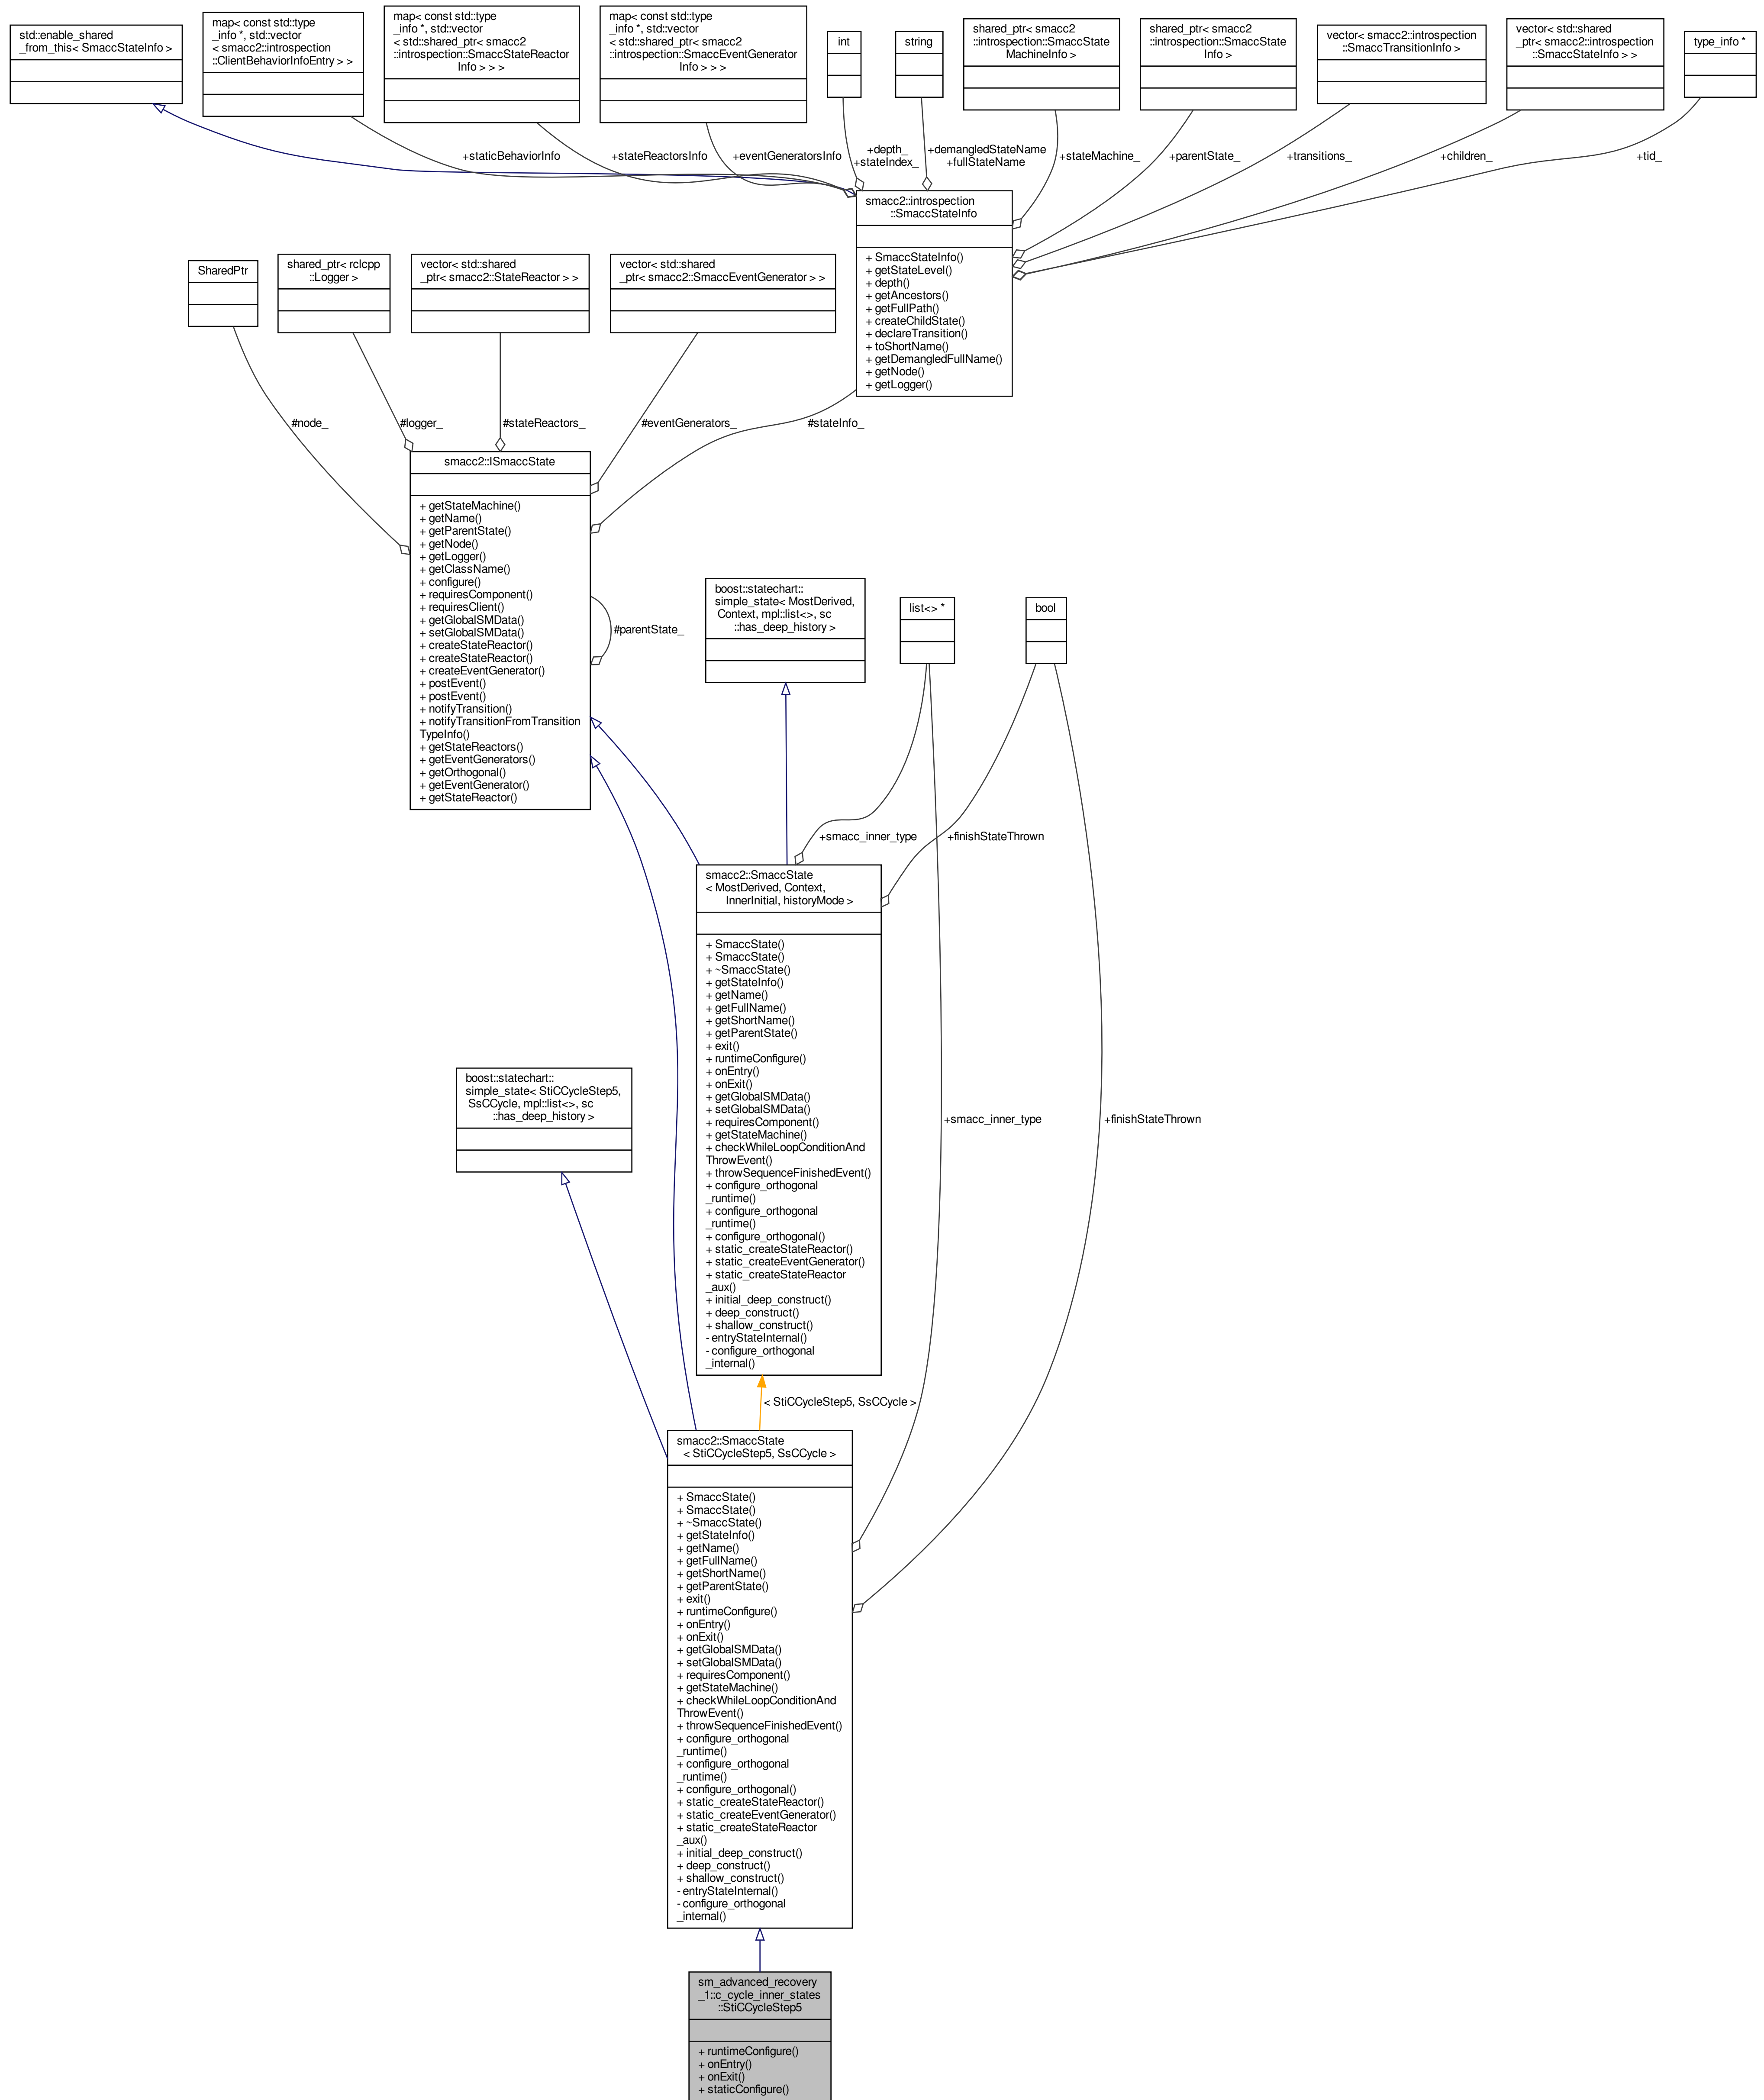 std::enable_shared
_from_this< SmaccStateInfo >
map< const std::type
_info *, std::vector
< smacc2::introspection
::ClientBehaviorInfoEntry > >
map< const std::type
_info *, std::vector
< std::shared_ptr< smacc2
::introspection::SmaccStateReactor
Info > > >
map< const std::type
_info *, std::vector
< std::shared_ptr< smacc2
::introspection::SmaccEventGenerator
Info > > >
int
string
shared_ptr< smacc2
::introspection::SmaccState
MachineInfo >
shared_ptr< smacc2
::introspection::SmaccState
Info >
vector< smacc2::introspection
::SmaccTransitionInfo >
vector< std::shared
_ptr< smacc2::introspection
::SmaccStateInfo > >
type_info *
+staticBehaviorInfo
+stateReactorsInfo
+eventGeneratorsInfo
+depth_
+stateIndex_
+demangledStateName
+fullStateName
+stateMachine_
+parentState_
+transitions_
+children_
+tid_
smacc2::introspection
::SmaccStateInfo
+ SmaccStateInfo()
+ getStateLevel()
+ depth()
+ getAncestors()
+ getFullPath()
+ createChildState()
+ declareTransition()
+ toShortName()
+ getDemangledFullName()
+ getNode()
+ getLogger()
SharedPtr
shared_ptr< rclcpp
::Logger >
vector< std::shared
_ptr< smacc2::StateReactor > >
vector< std::shared
_ptr< smacc2::SmaccEventGenerator > >
#node_
#logger_
#stateReactors_
#eventGenerators_
#stateInfo_
smacc2::ISmaccState
+ getStateMachine()
+ getName()
+ getParentState()
+ getNode()
+ getLogger()
+ getClassName()
+ configure()
+ requiresComponent()
+ requiresClient()
+ getGlobalSMData()
+ setGlobalSMData()
+ createStateReactor()
+ createStateReactor()
+ createEventGenerator()
+ postEvent()
+ postEvent()
+ notifyTransition()
+ notifyTransitionFromTransition
TypeInfo()
+ getStateReactors()
+ getEventGenerators()
+ getOrthogonal()
+ getEventGenerator()
+ getStateReactor()
#parentState_
boost::statechart::
simple_state< MostDerived,
Context, mpl::list<>, sc
::has_deep_history >
list<> *
bool
+smacc_inner_type
+finishStateThrown
smacc2::SmaccState
< MostDerived, Context,
InnerInitial, historyMode >
+ SmaccState()
+ SmaccState()
+ ~SmaccState()
+ getStateInfo()
+ getName()
+ getFullName()
+ getShortName()
+ getParentState()
+ exit()
+ runtimeConfigure()
+ onEntry()
+ onExit()
+ getGlobalSMData()
+ setGlobalSMData()
+ requiresComponent()
+ getStateMachine()
+ checkWhileLoopConditionAnd
ThrowEvent()
+ throwSequenceFinishedEvent()
+ configure_orthogonal
_runtime()
+ configure_orthogonal
_runtime()
+ configure_orthogonal()
+ static_createStateReactor()
+ static_createEventGenerator()
+ static_createStateReactor
_aux()
+ initial_deep_construct()
+ deep_construct()
+ shallow_construct()
- entryStateInternal()
- configure_orthogonal
_internal()
boost::statechart::
simple_state< StiCCycleStep5,
SsCCycle, mpl::list<>, sc
::has_deep_history >
+smacc_inner_type
+finishStateThrown
< StiCCycleStep5, SsCCycle >
smacc2::SmaccState
< StiCCycleStep5, SsCCycle >
+ SmaccState()
+ SmaccState()
+ ~SmaccState()
+ getStateInfo()
+ getName()
+ getFullName()
+ getShortName()
+ getParentState()
+ exit()
+ runtimeConfigure()
+ onEntry()
+ onExit()
+ getGlobalSMData()
+ setGlobalSMData()
+ requiresComponent()
+ getStateMachine()
+ checkWhileLoopConditionAnd
ThrowEvent()
+ throwSequenceFinishedEvent()
+ configure_orthogonal
_runtime()
+ configure_orthogonal
_runtime()
+ configure_orthogonal()
+ static_createStateReactor()
+ static_createEventGenerator()
+ static_createStateReactor
_aux()
+ initial_deep_construct()
+ deep_construct()
+ shallow_construct()
- entryStateInternal()
- configure_orthogonal
_internal()
sm_advanced_recovery
_1::c_cycle_inner_states
::StiCCycleStep5
+ runtimeConfigure()
+ onEntry()
+ onExit()
+ staticConfigure()